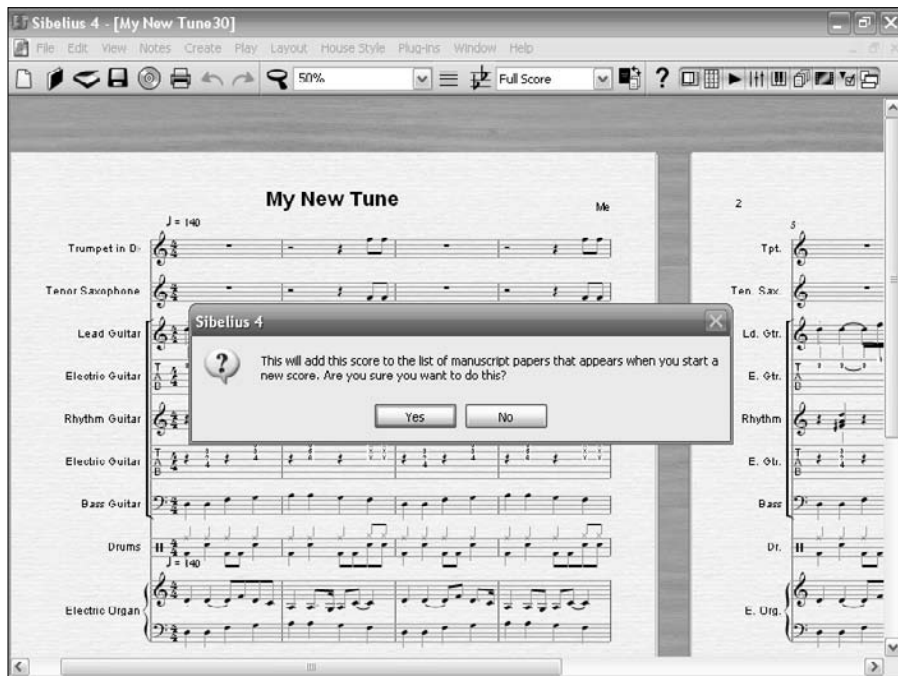 Sibelius 4 - [My New Tune30]
File Edit View Notes Create Play Layout House Style Plug-Ins Window Help
50% Full Score
My New Tune
Me
2
♩ = 140
5
Trumpet in D♭
Tpt.
Tenor Saxophone
Ten. Sax.
Sibelius 4
This will add this score to the list of manuscript papers that appears when you start a
new score. Are you sure you want to do this?
Yes No
Lead Guitar
Ld. Gtr.
Electric Guitar
E. Gtr.
Rhythm Guitar
Rhythm
Electric Guitar
E. Gtr.
Bass Guitar
Bass
Drums
Dr.
♩ = 140
Electric Organ
E. Org.